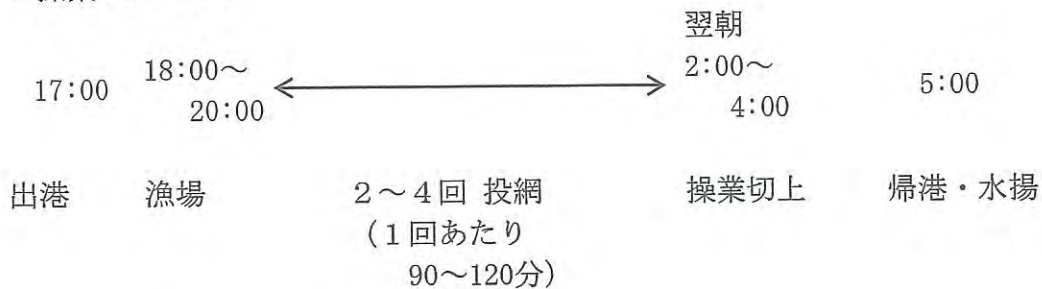 翌朝
17:00 18:00～ 2:00～ 5:00
20:00 4:00
出港 漁場 2～4回 投網 操業切上 帰港・水揚
(1回あたり
90～120分)